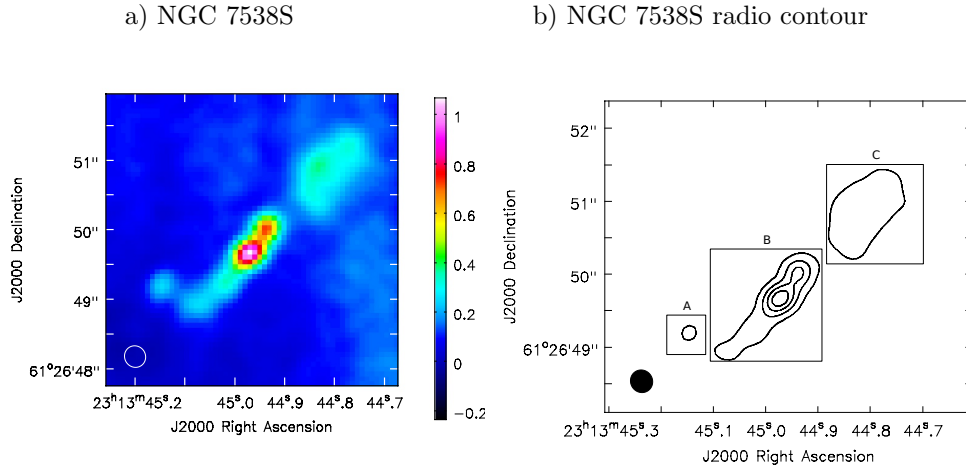 a) NGC 7538S
b) NGC 7538S radio contour
J2000 Declination
51"
50"
49"
61°26'48"
23ʰ13ᵐ45ˢ.2
45ˢ.0
44ˢ.9
44ˢ.8
44ˢ.7
J2000 Right Ascension
1
0.8
0.6
0.4
0.2
0
−0.2
J2000 Declination
52"
51"
50"
61°26'49"
A
B
C
23ʰ13ᵐ45ˢ.3
45ˢ.1
45ˢ.0
44ˢ.9
44ˢ.8
44ˢ.7
J2000 Right Ascension